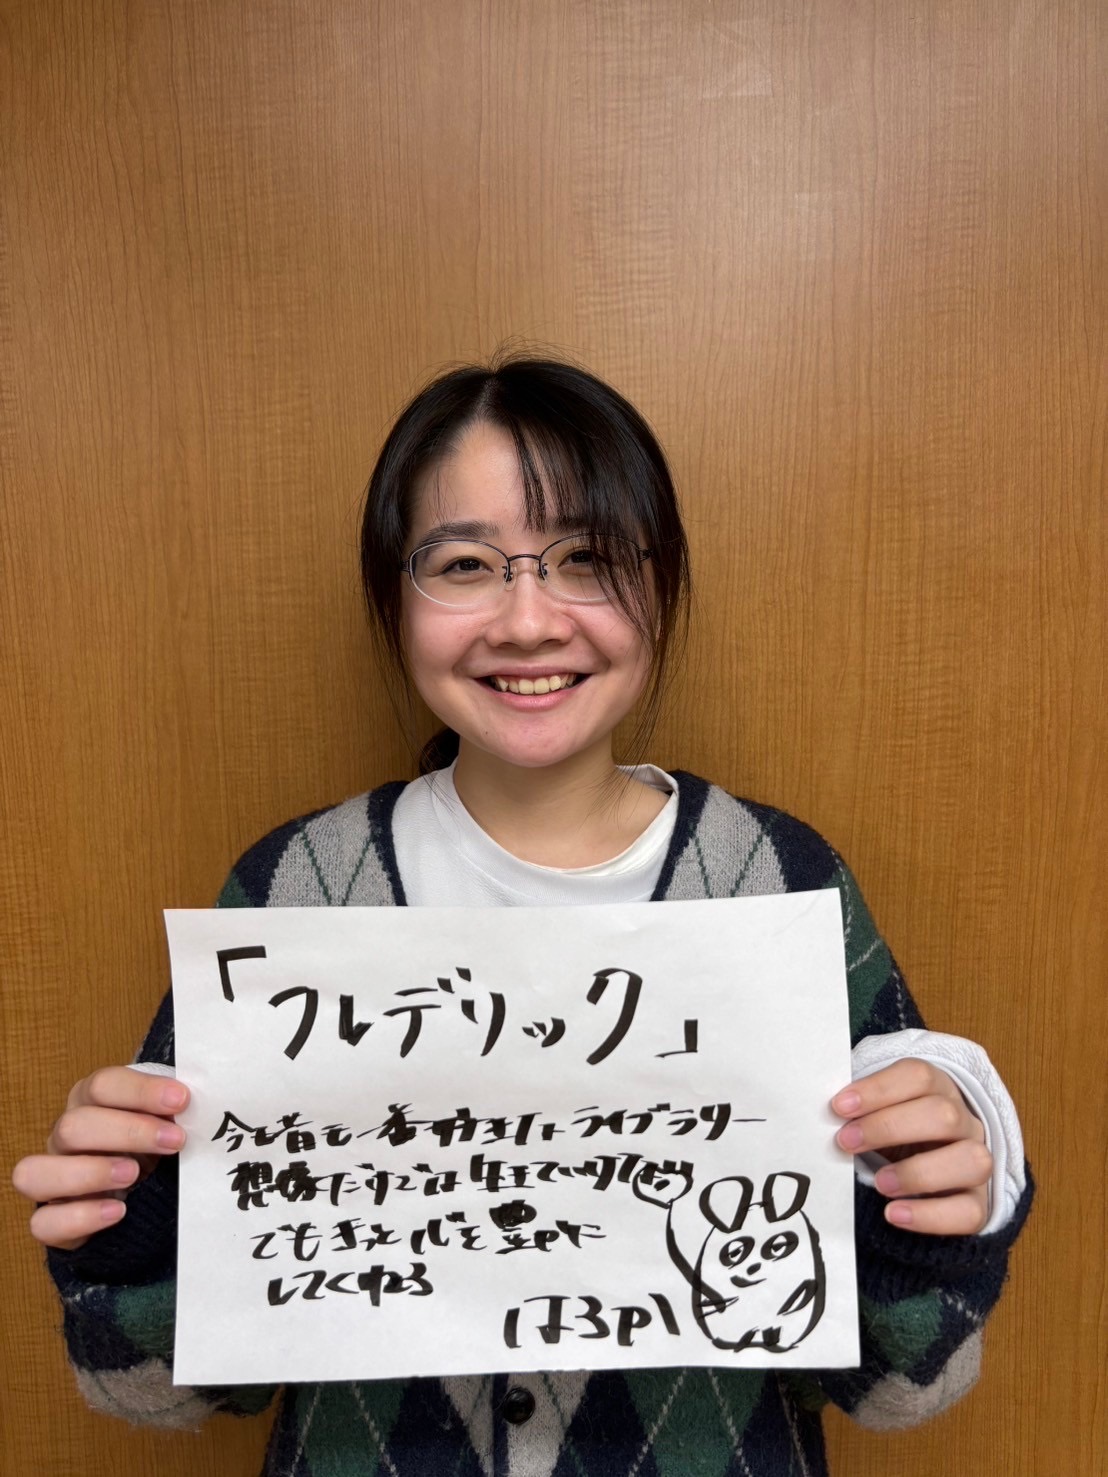 「フレデリック」
今も昔も一番好きなライブラリー
想像だけでは生きていけない
でもきっと心を豊かに
してくれる
はるか